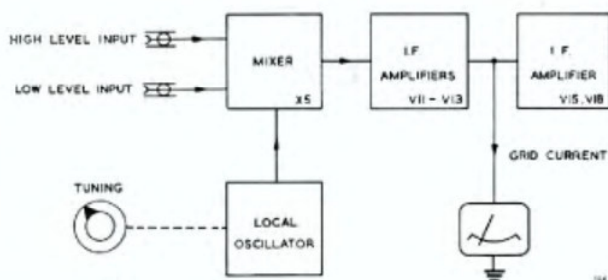 HIGH LEVEL INPUT
LOW LEVEL INPUT
MIXER
X5
I.F.
AMPLIFIERS
V11 – V13
I.F.
AMPLIFIER
V15,V18
GRID CURRENT
TUNING
LOCAL
OSCILLATOR